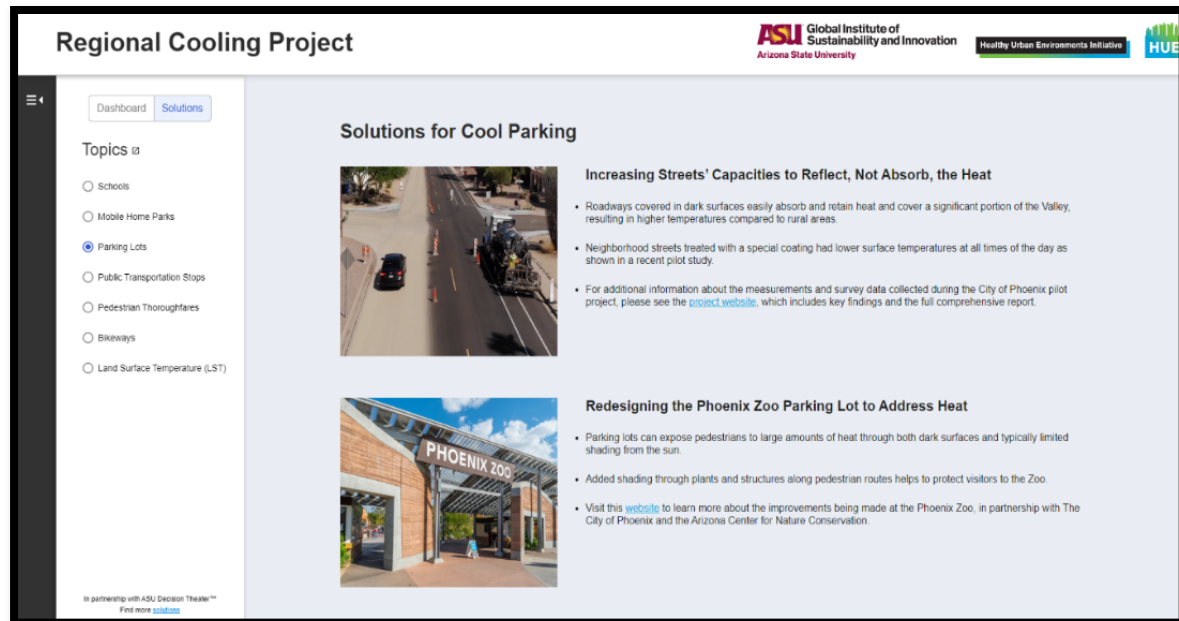 Regional Cooling Project
ASU Global Institute of
Sustainability and Innovation
Arizona State University
Healthy Urban Environments Initiative
HUE
Dashboard
Solutions
Topics
Schools
Mobile Home Parks
Parking Lots
Public Transportation Stops
Pedestrian Thoroughfares
Bikeways
Land Surface Temperature (LST)
In partnership with ASU Decision Theater™
Find more solutions
Solutions for Cool Parking
Increasing Streets' Capacities to Reflect, Not Absorb, the Heat
• Roadways covered in dark surfaces easily absorb and retain heat and cover a significant portion of the Valley,
resulting in higher temperatures compared to rural areas.
• Neighborhood streets treated with a special coating had lower surface temperatures at all times of the day as
shown in a recent pilot study.
• For additional information about the measurements and survey data collected during the City of Phoenix pilot
project, please see the project website, which includes key findings and the full comprehensive report.
PHOENIX ZOO
Redesigning the Phoenix Zoo Parking Lot to Address Heat
• Parking lots can expose pedestrians to large amounts of heat through both dark surfaces and typically limited
shading from the sun.
• Added shading through plants and structures along pedestrian routes helps to protect visitors to the Zoo.
• Visit this website to learn more about the improvements being made at the Phoenix Zoo, in partnership with The
City of Phoenix and the Arizona Center for Nature Conservation.